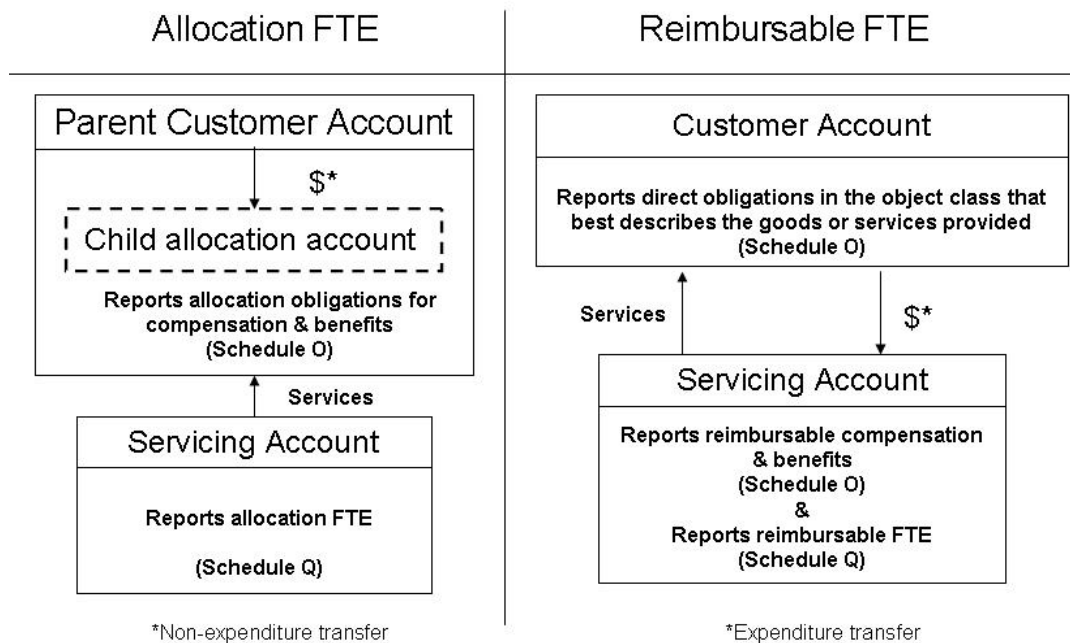 Allocation FTE
Parent Customer Account
$*
Child allocation account
Reports allocation obligations for
compensation & benefits
(Schedule O)
Services
Servicing Account
Reports allocation FTE
(Schedule Q)
*Non-expenditure transfer
Reimbursable FTE
Customer Account
Reports direct obligations in the object class that
best describes the goods or services provided
(Schedule O)
Services
$*
Servicing Account
Reports reimbursable compensation
& benefits
(Schedule O)
&
Reports reimbursable FTE
(Schedule Q)
*Expenditure transfer